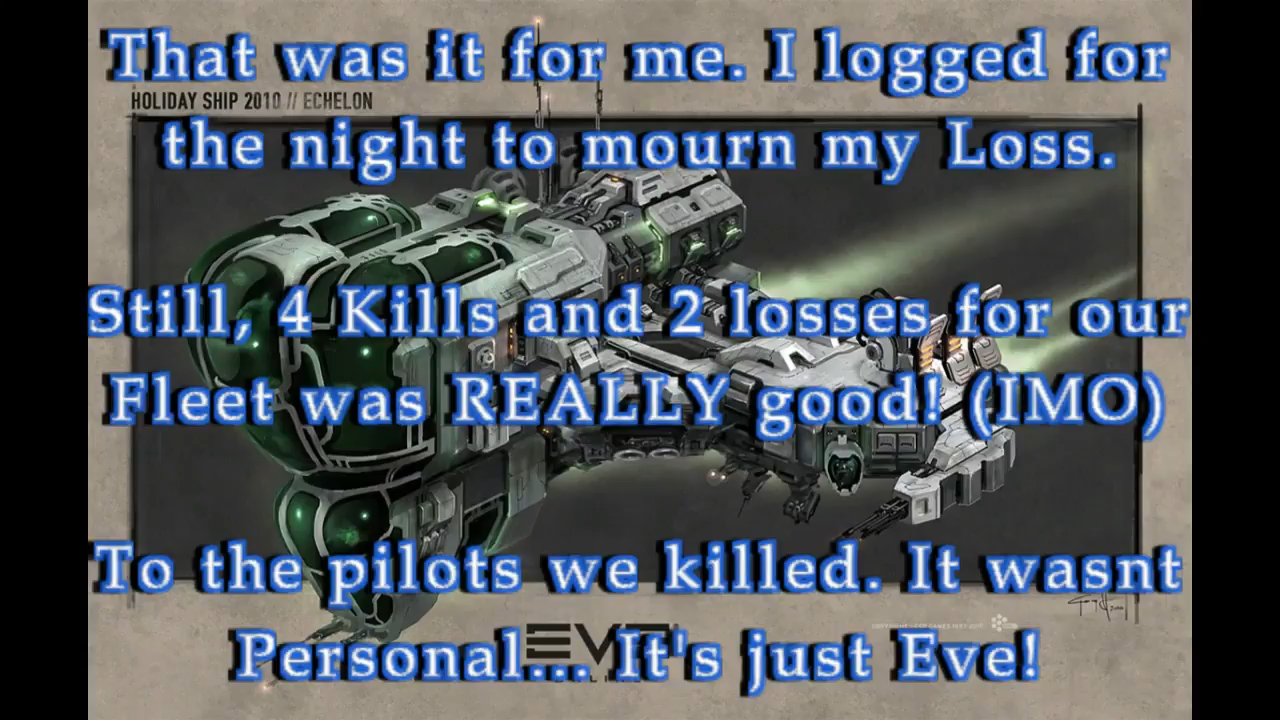 That was it for me. I logged for
HOLIDAY SHIP 2010 // ECHELON
the night to mourn my Loss.
Still, 4 Kills and 2 losses for our
Fleet was REALLY good! (IMO)
To the pilots we killed. It wasnt
EVE
Personal... It's just Eve!